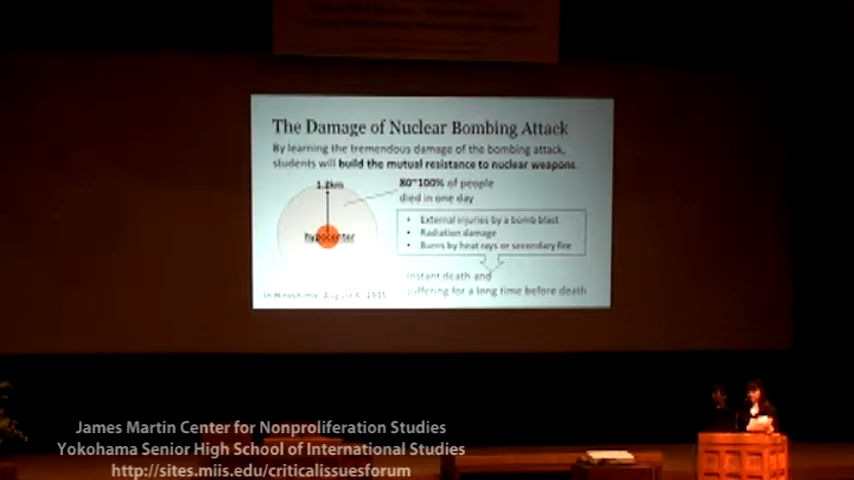 The Damage of Nuclear Bombing Attack
By learning the tremendous damage of the bombing attack,
students will build the mutual resistance to nuclear weapons.
1.2km
80~100% of people
died in one day
hypocenter
• External injuries by a bomb blast
• Radiation damage
• Burns by heat rays or secondary fire
Instant death and
suffering for a long time before death
In Hiroshima, August 6, 1945
James Martin Center for Nonproliferation Studies
Yokohama Senior High School of International Studies
http://sites.miis.edu/criticalissuesforum